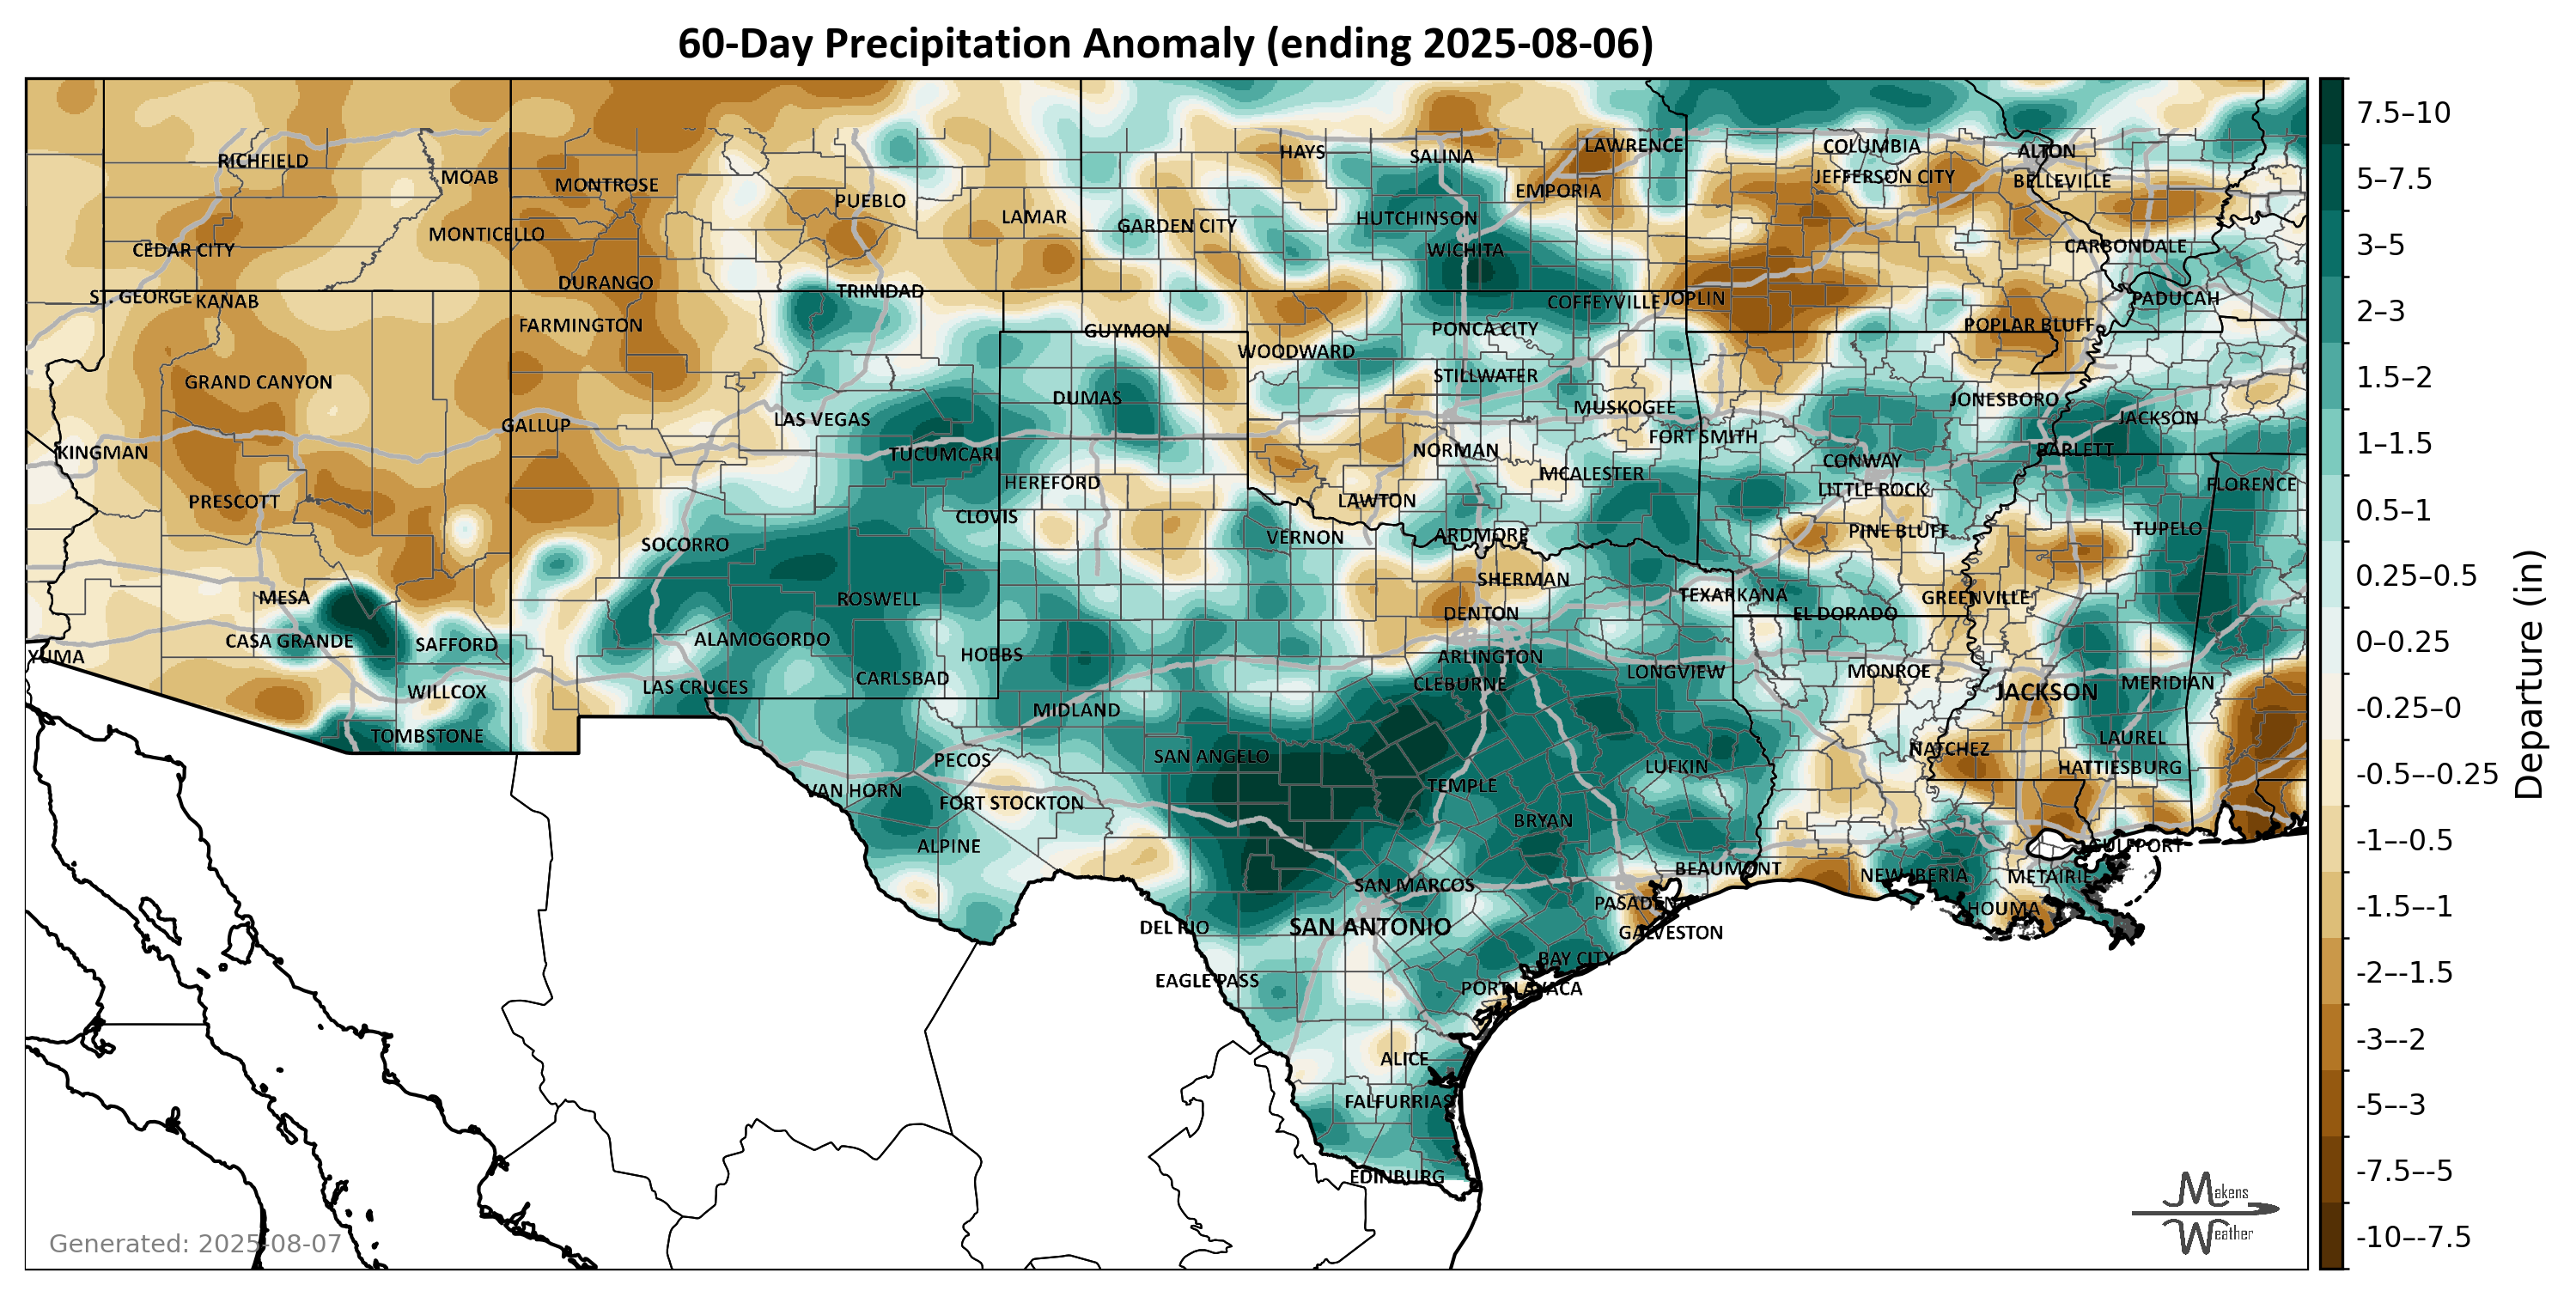 60-Day Precipitation Anomaly (ending 2025-08-06)
RICHFIELD
MOAB
MONTROSE
PUEBLO
LAMAR
HAYS
SALINA
LAWRENCE
EMPORIA
COLUMBIA
JEFFERSON CITY
ALTON
BELLEVILLE
CEDAR CITY
MONTICELLO
GARDEN CITY
HUTCHINSON
WICHITA
CARBONDALE
DURANGO
ST. GEORGE
KANAB
TRINIDAD
COFFEYVILLE
JOPLIN
PADUCAH
FARMINGTON
GUYMON
PONCA CITY
POPLAR BLUFF
WOODWARD
GRAND CANYON
DUMAS
STILLWATER
JONESBORO
GALLUP
LAS VEGAS
MUSKOGEE
FORT SMITH
JACKSON
KINGMAN
TUCUMCARI
NORMAN
BARLETT
PRESCOTT
HEREFORD
MCALESTER
CONWAY
LITTLE ROCK
FLORENCE
LAWTON
CLOVIS
SOCORRO
VERNON
ARDMORE
PINE BLUFF
TUPELO
MESA
ROSWELL
SHERMAN
DENTON
TEXARKANA
EL DORADO
GREENVILLE
CASA GRANDE
SAFFORD
ALAMOGORDO
YUMA
HOBBS
ARLINGTON
WILLCOX
LAS CRUCES
CARLSBAD
CLEBURNE
LONGVIEW
MONROE
JACKSON
MERIDIAN
TOMBSTONE
MIDLAND
PECOS
SAN ANGELO
NATCHEZ
LAUREL
VAN HORN
FORT STOCKTON
TEMPLE
LUFKIN
HATTIESBURG
ALPINE
BRYAN
GULFPORT
BEAUMONT
NEW IBERIA
METAIRIE
SAN MARCOS
PASADENA
HOUMA
DEL RIO
SAN ANTONIO
GALVESTON
EAGLE PASS
BAY CITY
PORT LAVACA
ALICE
FALFURRIAS
EDINBURG
Generated: 2025-08-07
Makens
Weather
7.5–10
5–7.5
3–5
2–3
1.5–2
1–1.5
0.5–1
0.25–0.5
0–0.25
-0.25–0
-0.5–-0.25
-1–-0.5
-1.5–-1
-2–-1.5
-3–-2
-5–-3
-7.5–-5
-10–-7.5
Departure (in)